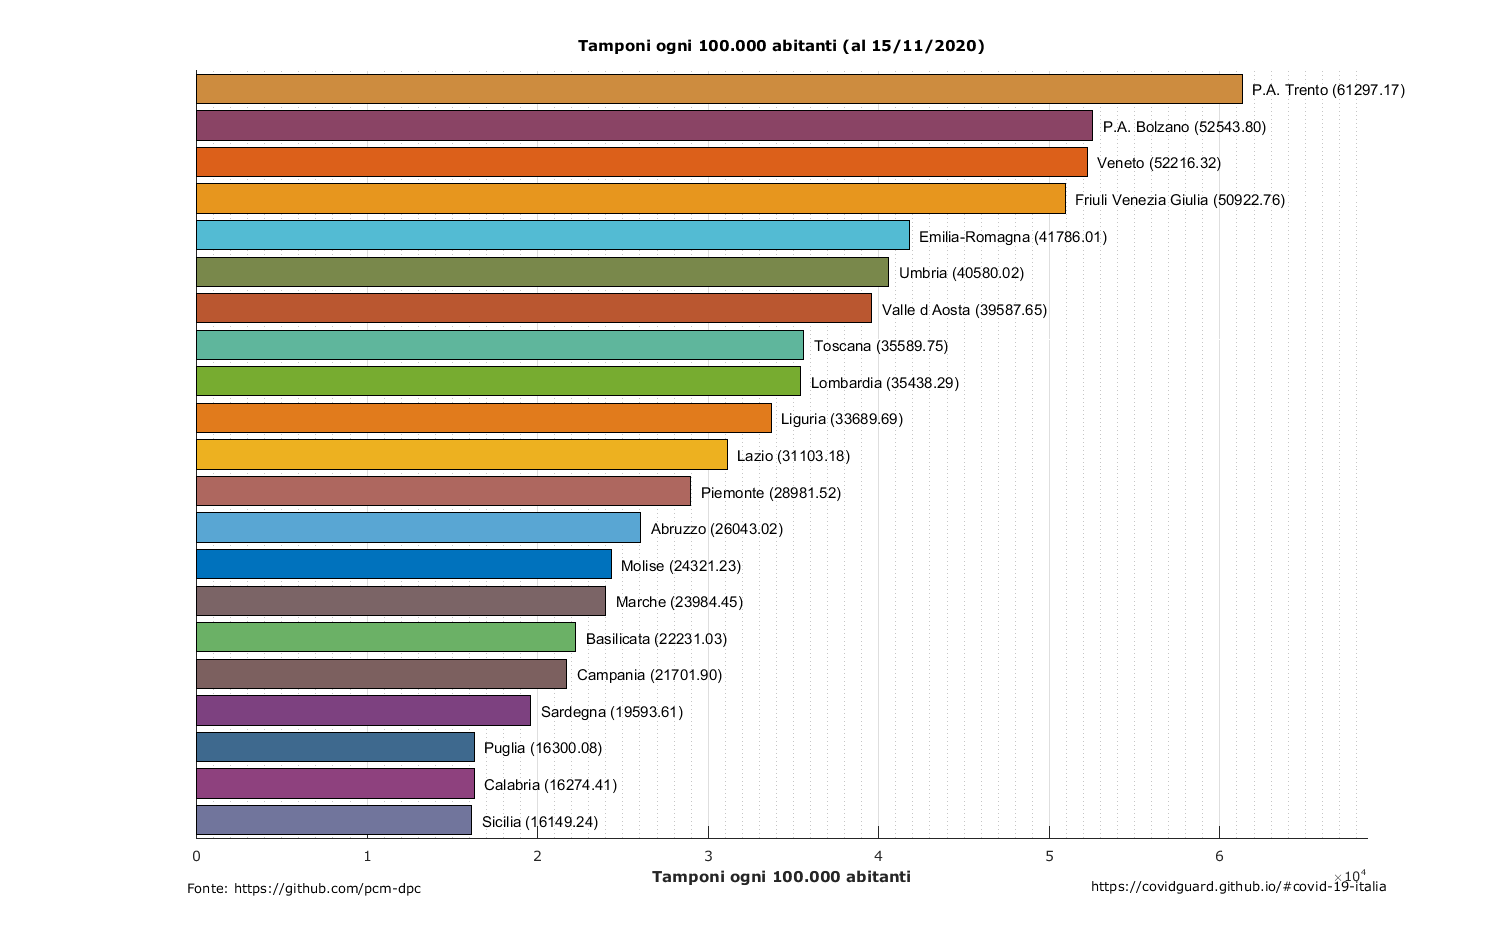 Tamponi ogni 100.000 abitanti (al 15/11/2020)
P.A. Trento (61297.17)
P.A. Bolzano (52543.80)
Veneto (52216.32)
Friuli Venezia Giulia (50922.76)
Emilia-Romagna (41786.01)
Umbria (40580.02)
Valle d Aosta (39587.65)
Toscana (35589.75)
Lombardia (35438.29)
Liguria (33689.69)
Lazio (31103.18)
Piemonte (28981.52)
Abruzzo (26043.02)
Molise (24321.23)
Marche (23984.45)
Basilicata (22231.03)
Campania (21701.90)
Sardegna (19593.61)
Puglia (16300.08)
Calabria (16274.41)
Sicilia (16149.24)
0 1 2 3 4 5 6
×10⁴
Tamponi ogni 100.000 abitanti
Fonte: https://github.com/pcm-dpc
https://covidguard.github.io/#covid-19-italia